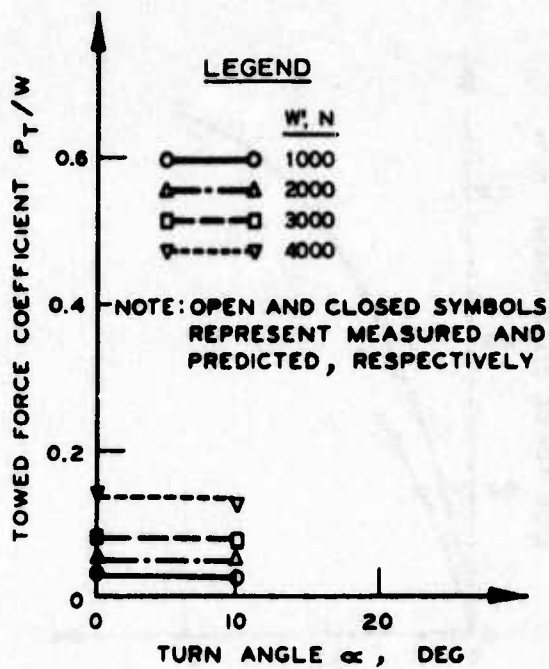 LEGEND
W', N
1000
2000
3000
4000
NOTE: OPEN AND CLOSED SYMBOLS
REPRESENT MEASURED AND
PREDICTED, RESPECTIVELY
TOWED FORCE COEFFICIENT P_T/W
0.6
0.4
0.2
0
0
10
20
TURN ANGLE ∝, DEG